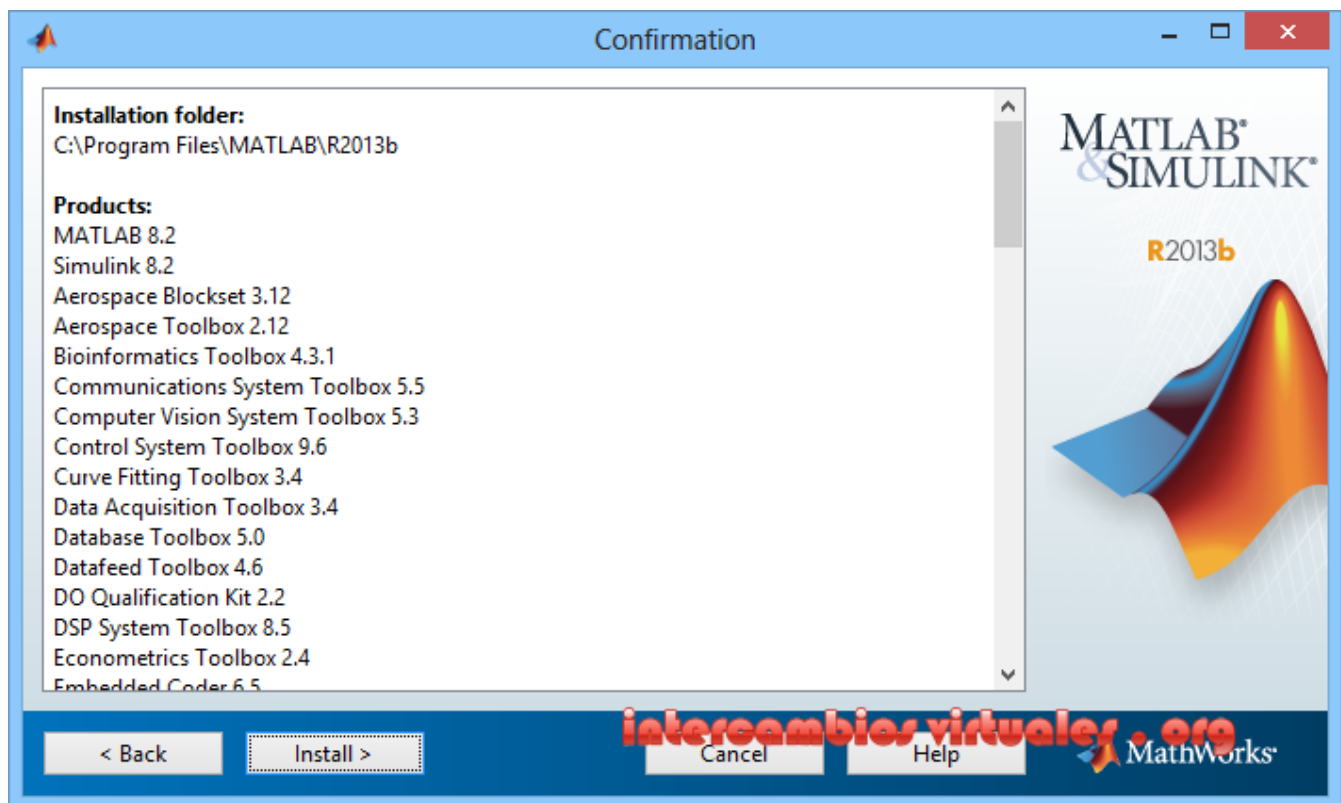 Confirmation
Installation folder:
C:\Program Files\MATLAB\R2013b
Products:
MATLAB 8.2
Simulink 8.2
Aerospace Blockset 3.12
Aerospace Toolbox 2.12
Bioinformatics Toolbox 4.3.1
Communications System Toolbox 5.5
Computer Vision System Toolbox 5.3
Control System Toolbox 9.6
Curve Fitting Toolbox 3.4
Data Acquisition Toolbox 3.4
Database Toolbox 5.0
Datafeed Toolbox 4.6
DO Qualification Kit 2.2
DSP System Toolbox 8.5
Econometrics Toolbox 2.4
Embedded Coder 6.5
MATLAB®
&SIMULINK®
R2013b
intercambios virtuales . org
< Back
Install >
Cancel
Help
MathWorks®